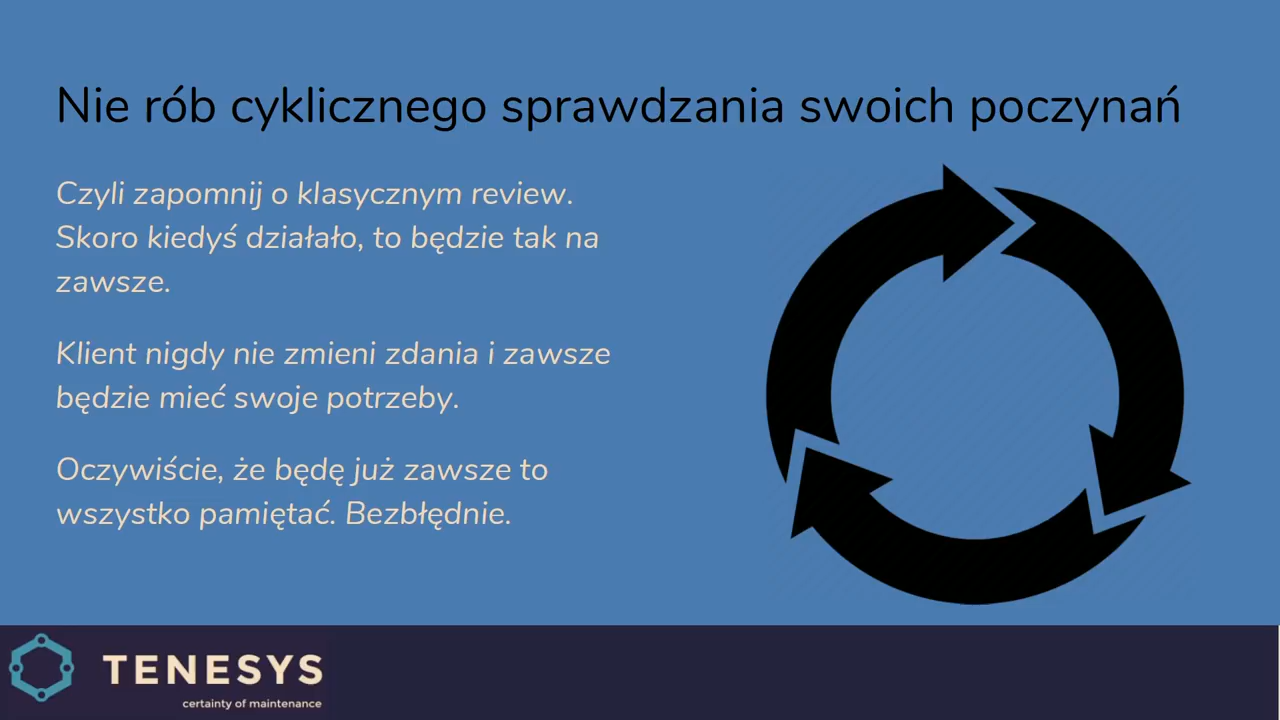 Nie rób cyklicznego sprawdzania swoich poczynań
Czyli zapomnij o klasycznym review.
Skoro kiedyś działało, to będzie tak na
zawsze.
Klient nigdy nie zmieni zdania i zawsze
będzie mieć swoje potrzeby.
Oczywiście, że będę już zawsze to
wszystko pamiętać. Bezbłędnie.
TENESYS
certainty of maintenance